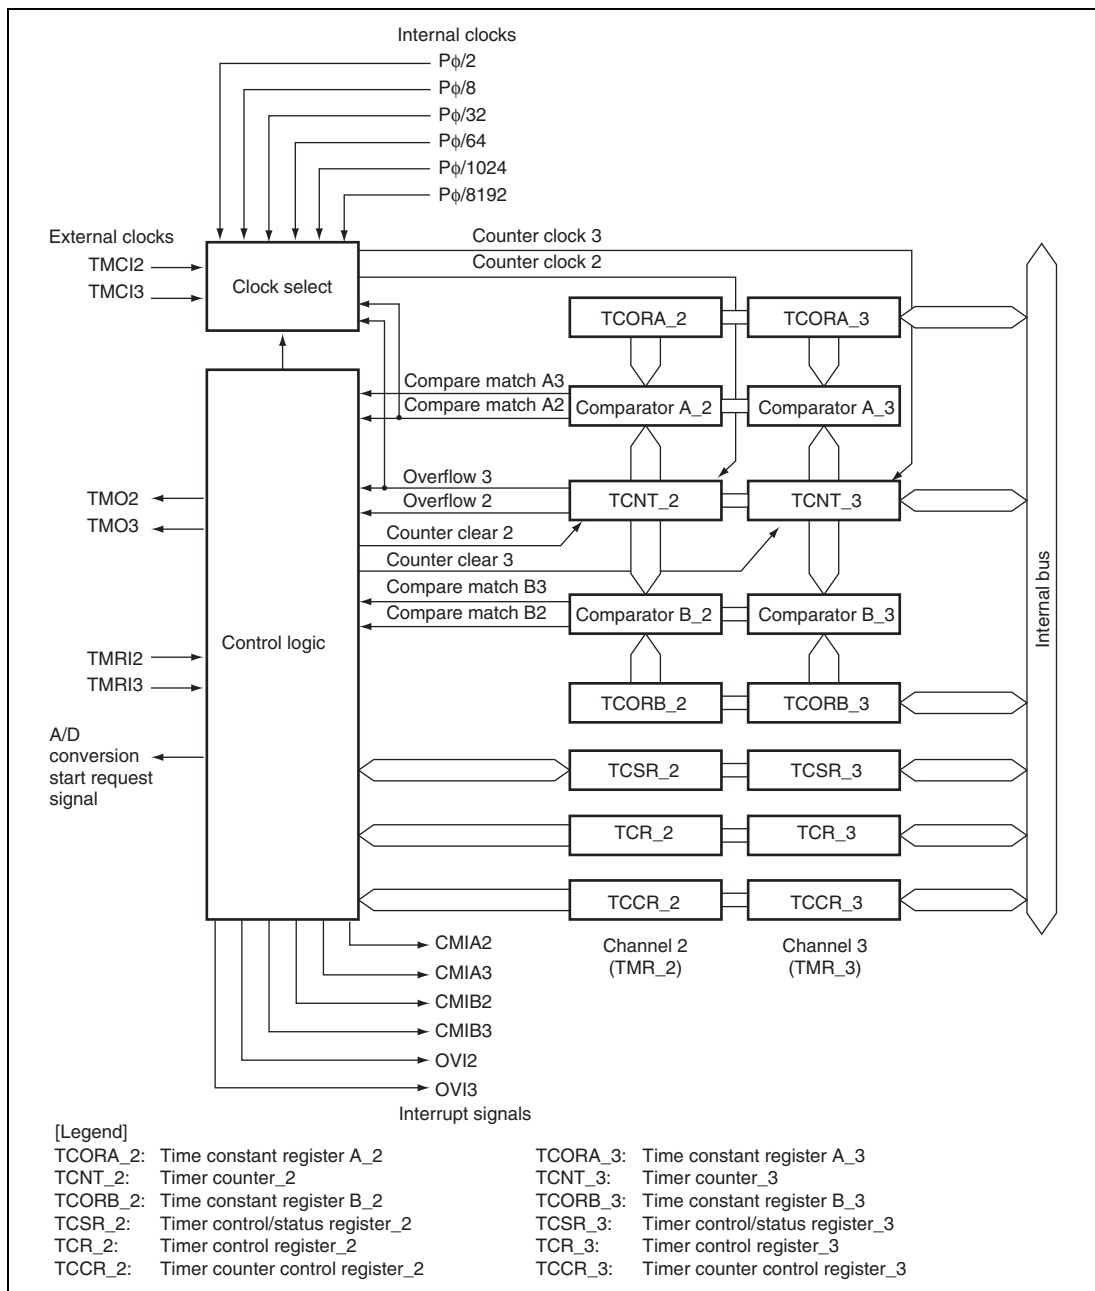 Internal clocks
Pϕ/2
Pϕ/8
Pϕ/32
Pϕ/64
Pϕ/1024
Pϕ/8192
External clocks
TMCI2
TMCI3
Clock select
Counter clock 3
Counter clock 2
TCORA_2
TCORA_3
Compare match A3
Compare match A2
Comparator A_2
Comparator A_3
TMO2
TMO3
Overflow 3
Overflow 2
TCNT_2
TCNT_3
Counter clear 2
Counter clear 3
Compare match B3
Compare match B2
Comparator B_2
Comparator B_3
Control logic
Internal bus
TMRI2
TMRI3
TCORB_2
TCORB_3
A/D
conversion
start request
signal
TCSR_2
TCSR_3
TCR_2
TCR_3
TCCR_2
TCCR_3
Channel 2
(TMR_2)
Channel 3
(TMR_3)
CMIA2
CMIA3
CMIB2
CMIB3
OVI2
OVI3
Interrupt signals
[Legend]
TCORA_2: Time constant register A_2
TCNT_2: Timer counter_2
TCORB_2: Time constant register B_2
TCSR_2: Timer control/status register_2
TCR_2: Timer control register_2
TCCR_2: Timer counter control register_2
TCORA_3: Time constant register A_3
TCNT_3: Timer counter_3
TCORB_3: Time constant register B_3
TCSR_3: Timer control/status register_3
TCR_3: Timer control register_3
TCCR_3: Timer counter control register_3